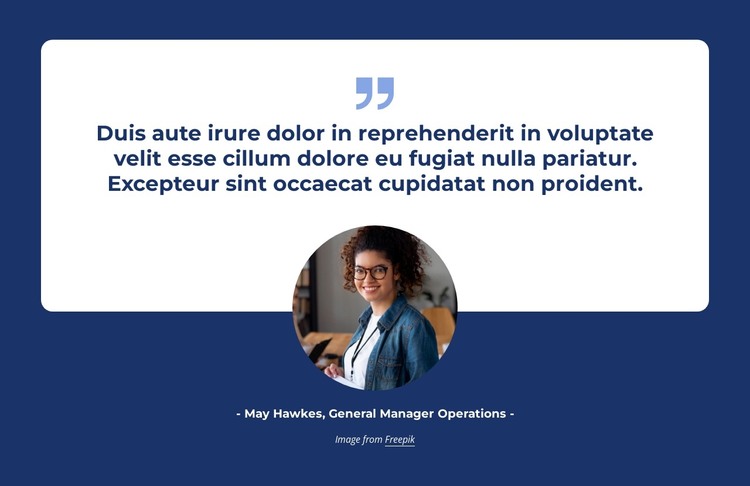 Duis aute irure dolor in reprehenderit in voluptate
velit esse cillum dolore eu fugiat nulla pariatur.
Excepteur sint occaecat cupidatat non proident.
- May Hawkes, General Manager Operations -
Image from Freepik